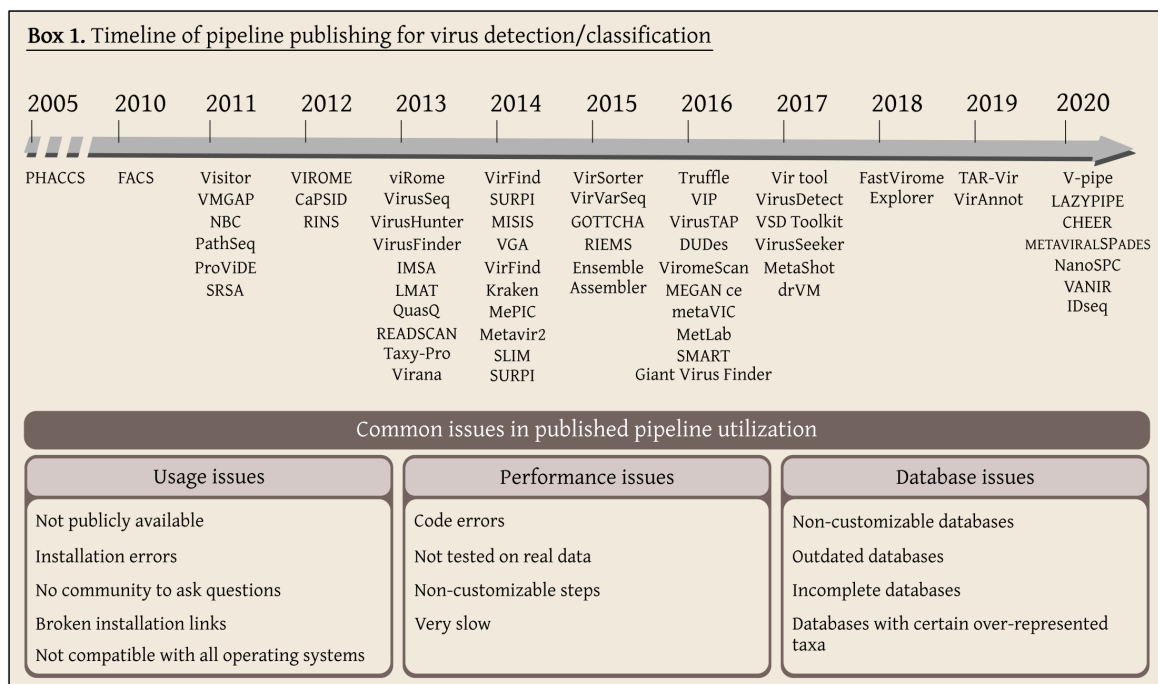 Box 1. Timeline of pipeline publishing for virus detection/classification
2005 2010 2011 2012 2013 2014 2015 2016 2017 2018 2019 2020
PHACCS
FACS
Visitor
VMGAP
NBC
PathSeq
ProViDE
SRSA
VIROME
CaPSID
RINS
viRome
VirusSeq
VirusHunter
VirusFinder
IMSA
LMAT
QuasQ
READSCAN
Taxy-Pro
Virana
VirFind
SURPI
MISIS
VGA
VirFind
Kraken
MePIC
Metavir2
SLIM
SURPI
VirSorter
VirVarSeq
GOTTCHA
RIEMS
Ensemble
Assembler
Truffle
VIP
VirusTAP
DUDes
ViromeScan
MEGAN ce
metaVIC
MetLab
SMART
Giant Virus Finder
Vir tool
VirusDetect
VSD Toolkit
VirusSeeker
MetaShot
drVM
FastVirome
Explorer
TAR-Vir
VirAnnot
V-pipe
LAZYPIPE
CHEER
METAVIRALSPADES
NanoSPC
VANIR
IDseq
Common issues in published pipeline utilization
Usage issues
Not publicly available
Installation errors
No community to ask questions
Broken installation links
Not compatible with all operating systems
Performance issues
Code errors
Not tested on real data
Non-customizable steps
Very slow
Database issues
Non-customizable databases
Outdated databases
Incomplete databases
Databases with certain over-represented
taxa